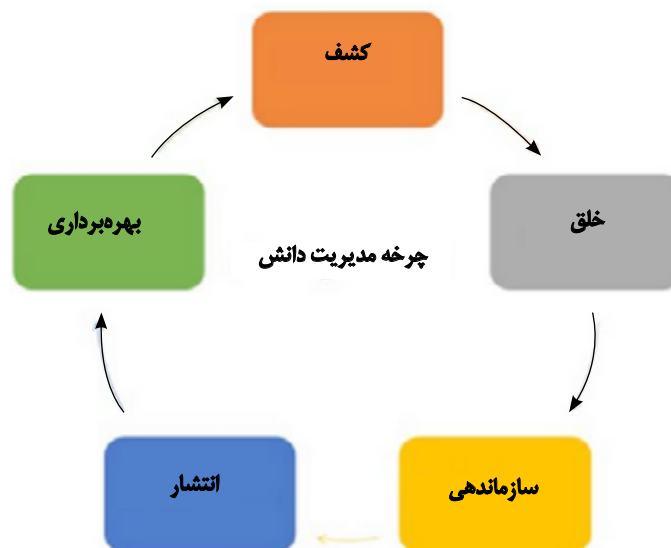 کشف
خلق
بهره‌برداری
چرخه مدیریت دانش
سازماندهی
انتشار